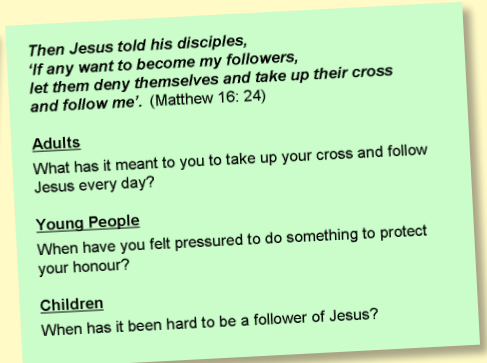 Then Jesus told his disciples,
‘If any want to become my followers,
let them deny themselves and take up their cross
and follow me’. (Matthew 16: 24)
Adults
What has it meant to you to take up your cross and follow
Jesus every day?
Young People
When have you felt pressured to do something to protect
your honour?
Children
When has it been hard to be a follower of Jesus?